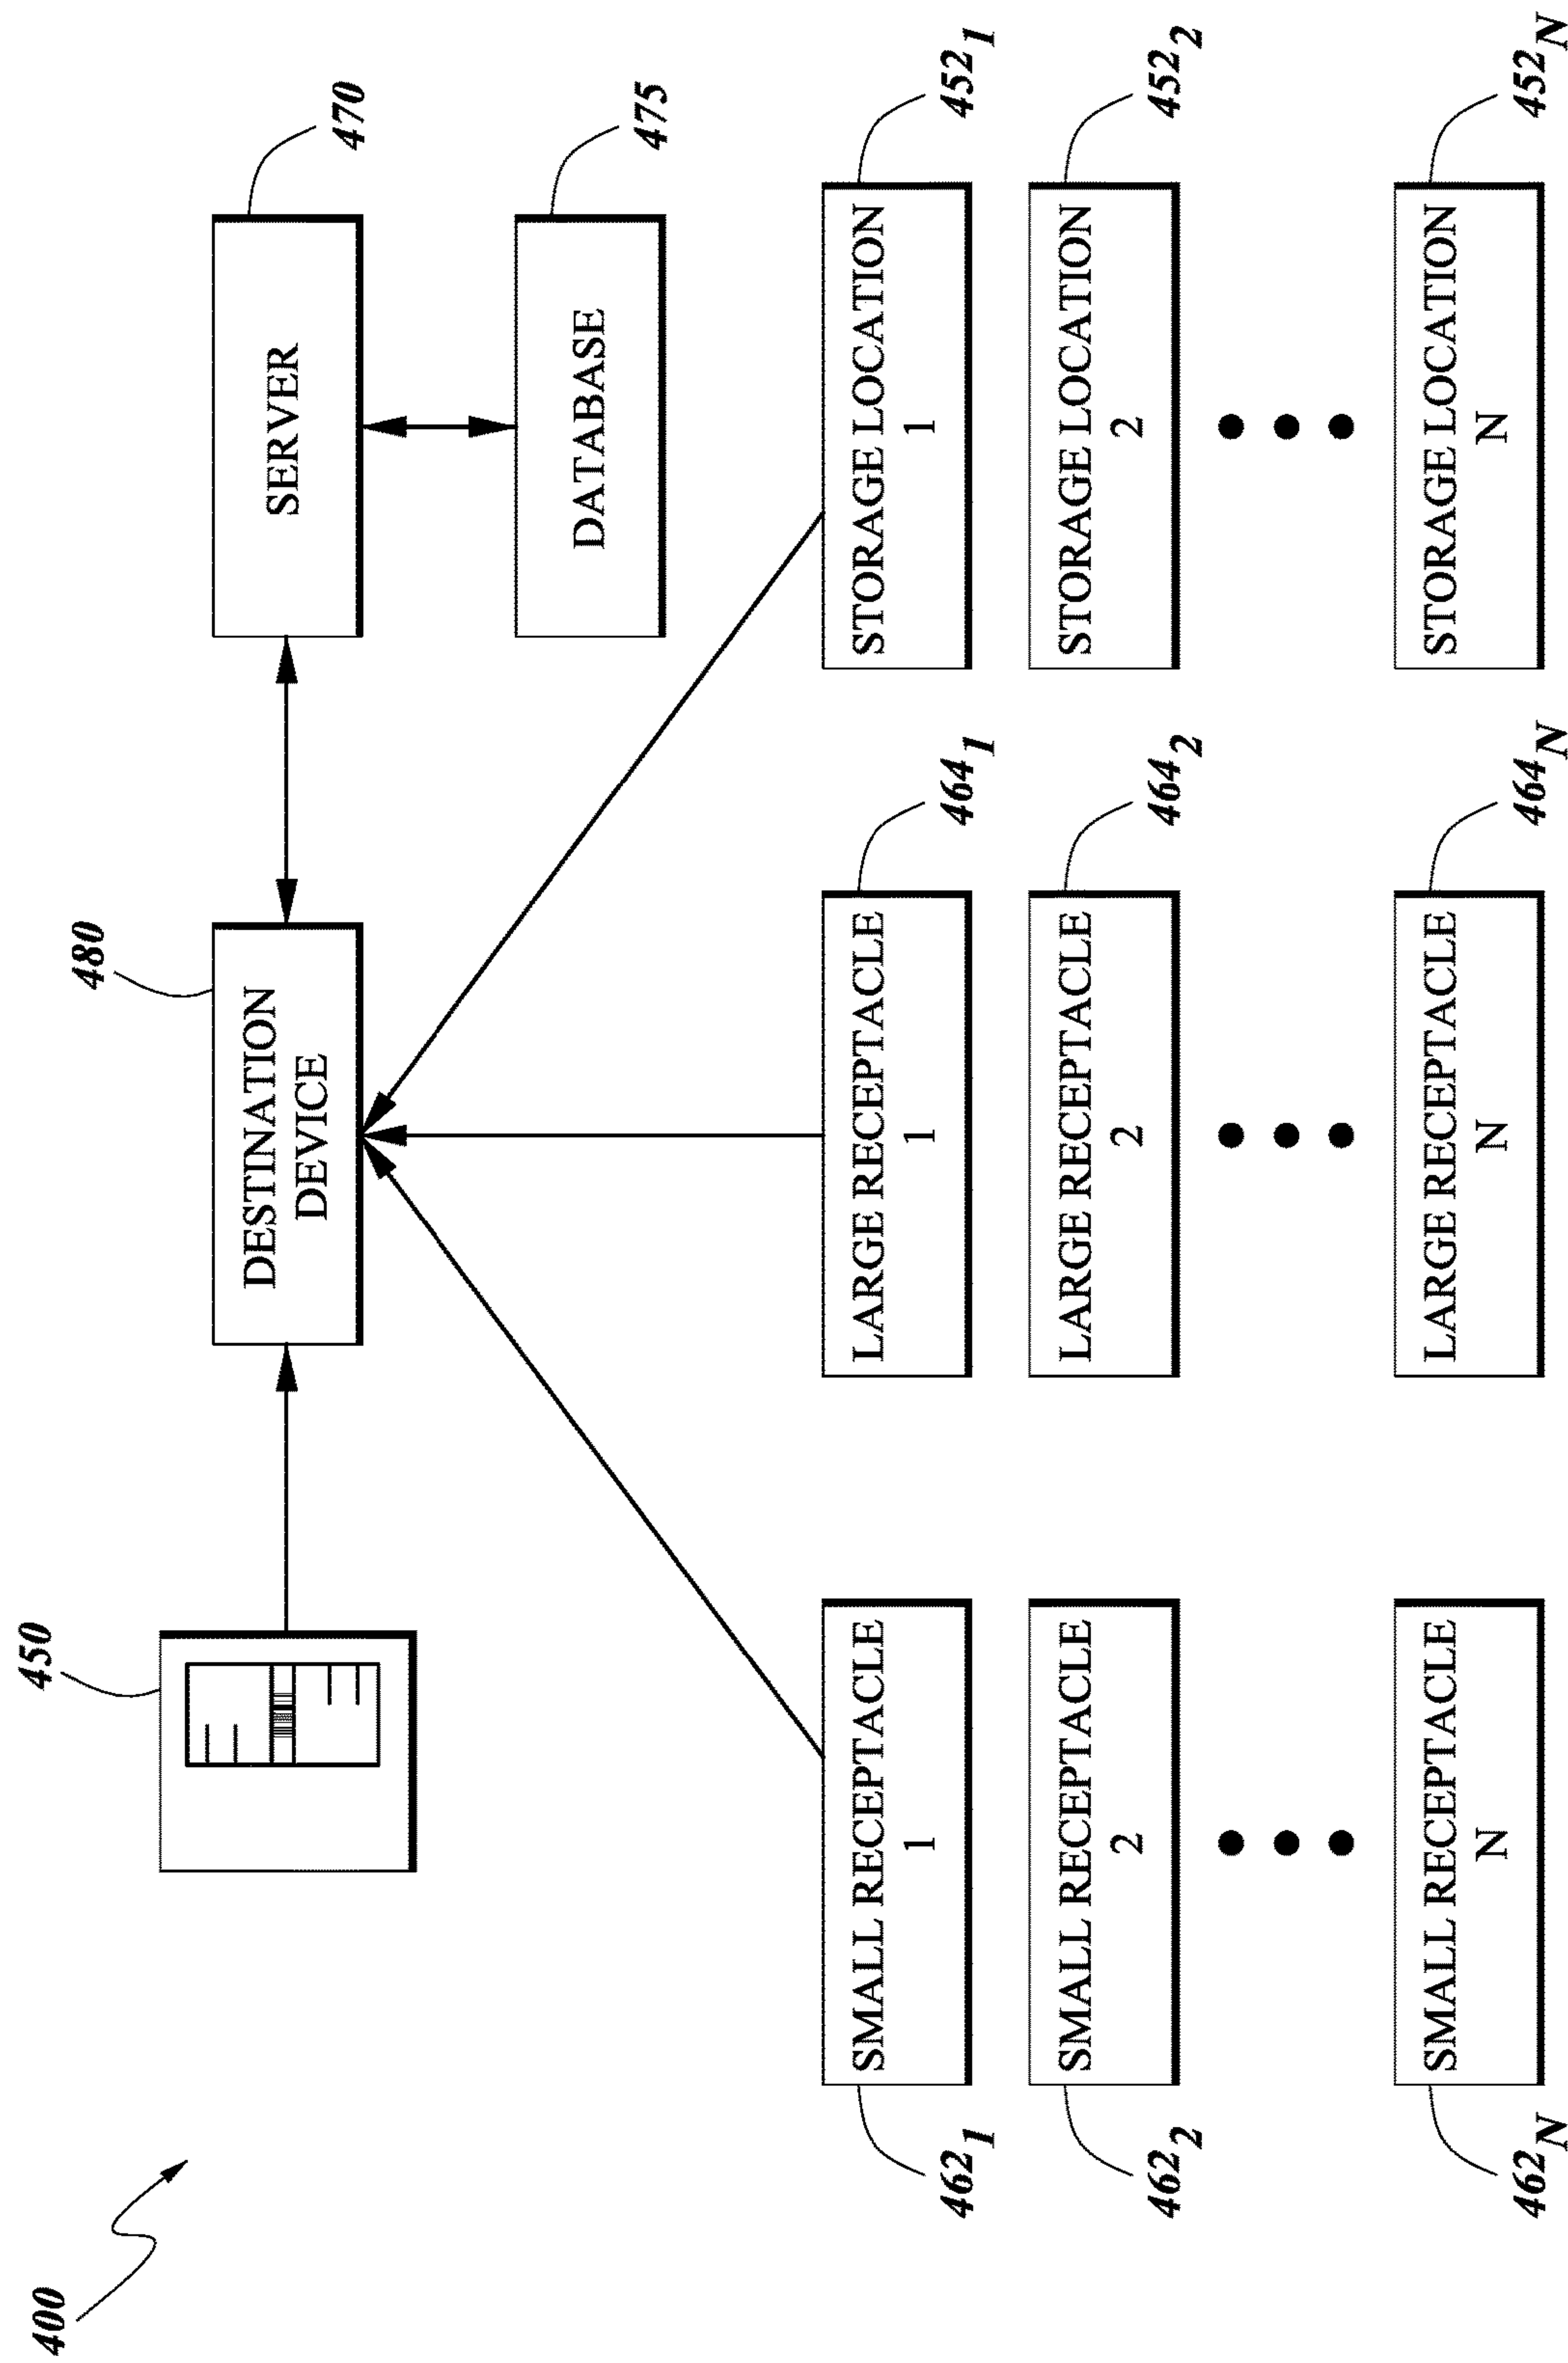 400
450
480
DESTINATION
DEVICE
470
SERVER
475
DATABASE
462₁
SMALL RECEPTACLE
1
464₁
LARGE RECEPTACLE
1
452₁
STORAGE LOCATION
1
462₂
SMALL RECEPTACLE
2
464₂
LARGE RECEPTACLE
2
452₂
STORAGE LOCATION
2
462N
SMALL RECEPTACLE
N
464N
LARGE RECEPTACLE
N
452N
STORAGE LOCATION
N